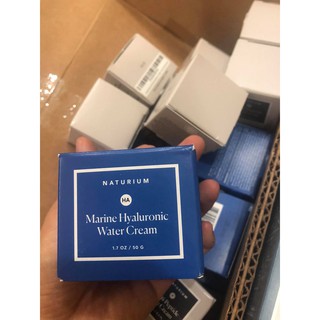 NATURIUM
HA
Marine Hyaluronic
Water Cream
1.7 OZ / 50 G